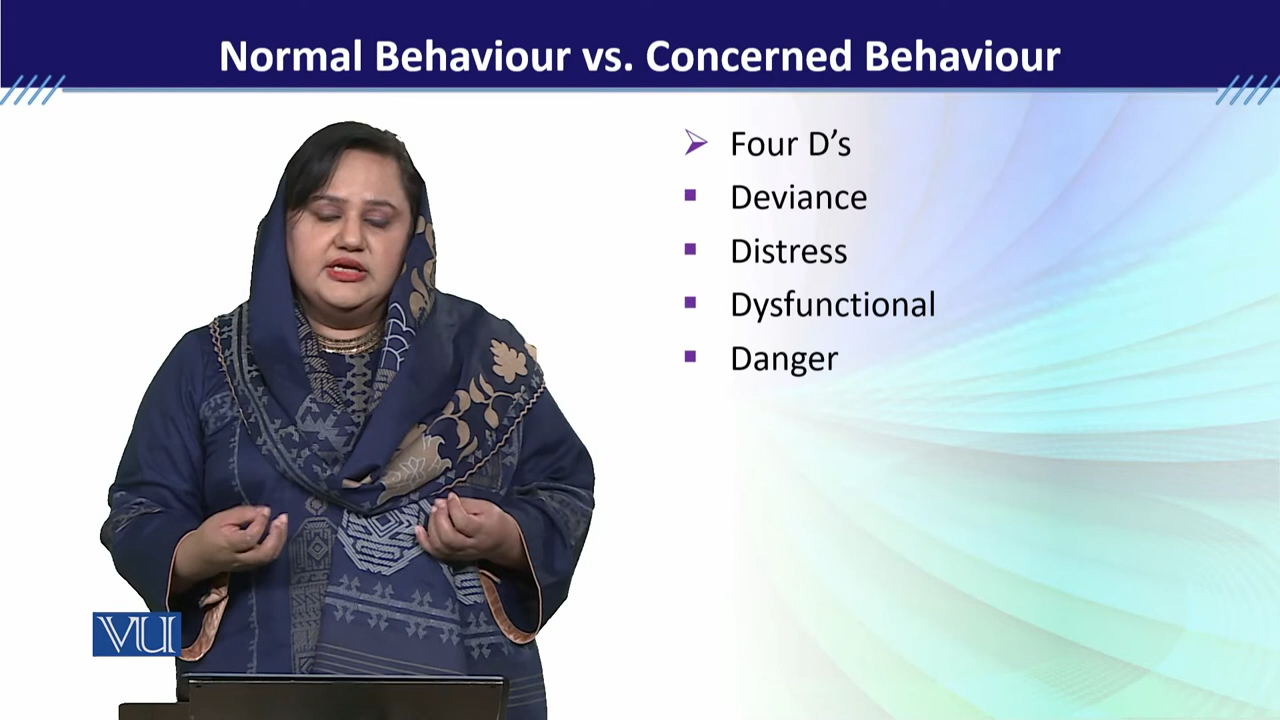 Normal Behaviour vs. Concerned Behaviour
Four D’s
Deviance
Distress
Dysfunctional
Danger
VU